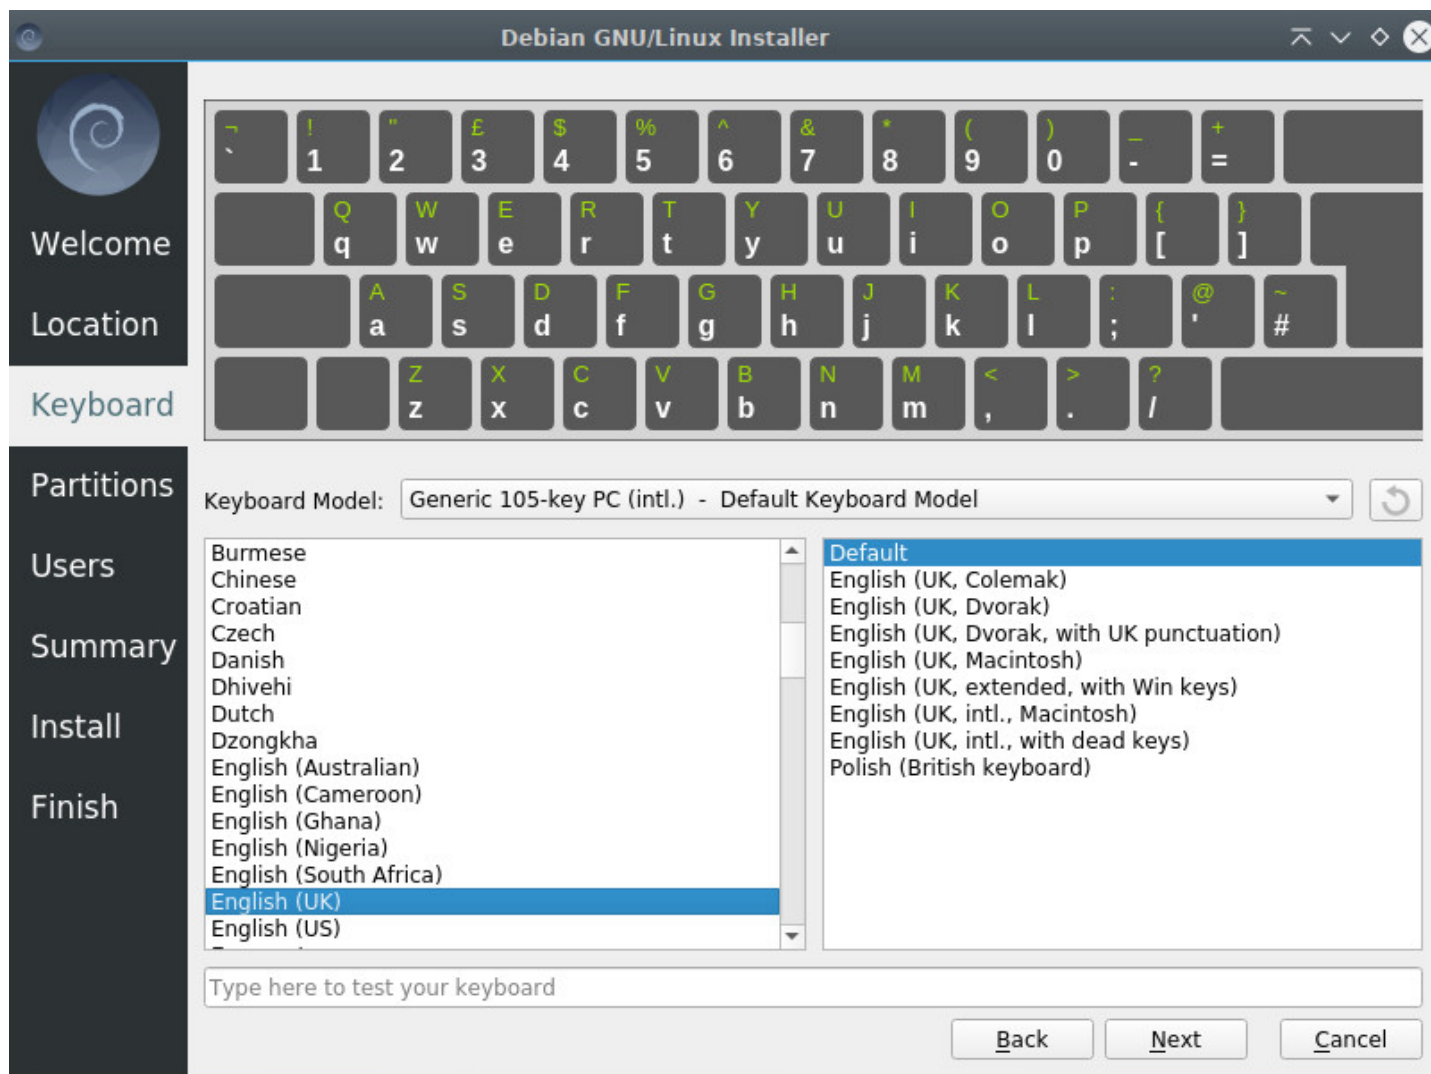 Debian GNU/Linux Installer
Welcome
Location
Keyboard
Partitions
Users
Summary
Install
Finish
¬ ! " £ $ % ^ & * ( ) _ +
` 1 2 3 4 5 6 7 8 9 0 - =
Q W E R T Y U I O P { }
q w e r t y u i o p [ ]
A S D F G H J K L : @ ~
a s d f g h j k l ; ' #
Z X C V B N M < > ?
z x c v b n m , . /
Keyboard Model: Generic 105-key PC (intl.) - Default Keyboard Model
Burmese
Chinese
Croatian
Czech
Danish
Dhivehi
Dutch
Dzongkha
English (Australian)
English (Cameroon)
English (Ghana)
English (Nigeria)
English (South Africa)
English (UK)
English (US)
Default
English (UK, Colemak)
English (UK, Dvorak)
English (UK, Dvorak, with UK punctuation)
English (UK, Macintosh)
English (UK, extended, with Win keys)
English (UK, intl., Macintosh)
English (UK, intl., with dead keys)
Polish (British keyboard)
Type here to test your keyboard
Back Next Cancel